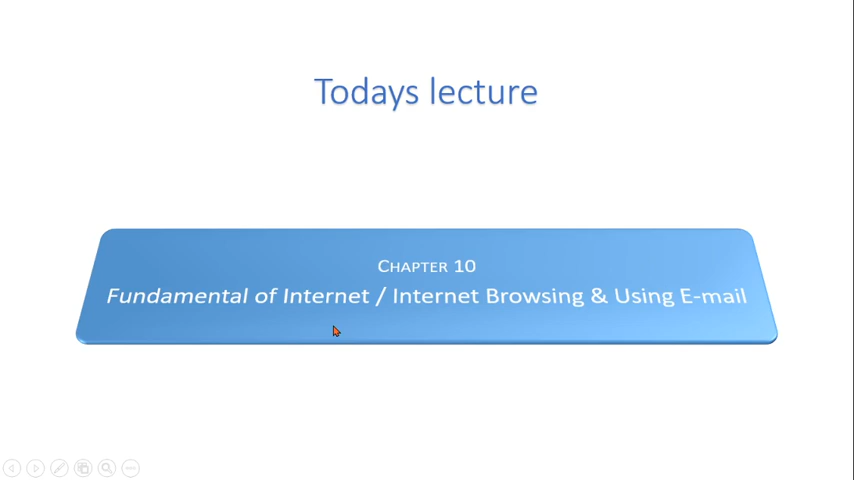 Todays lecture
CHAPTER 10
Fundamental of Internet / Internet Browsing & Using E-mail